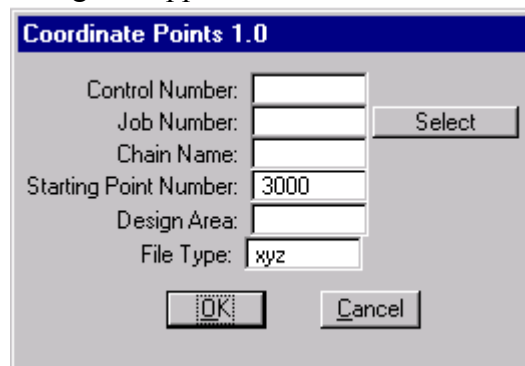 Coordinate Points 1.0
Control Number:
Job Number: Select
Chain Name:
Starting Point Number: 3000
Design Area:
File Type: xyz
OK Cancel